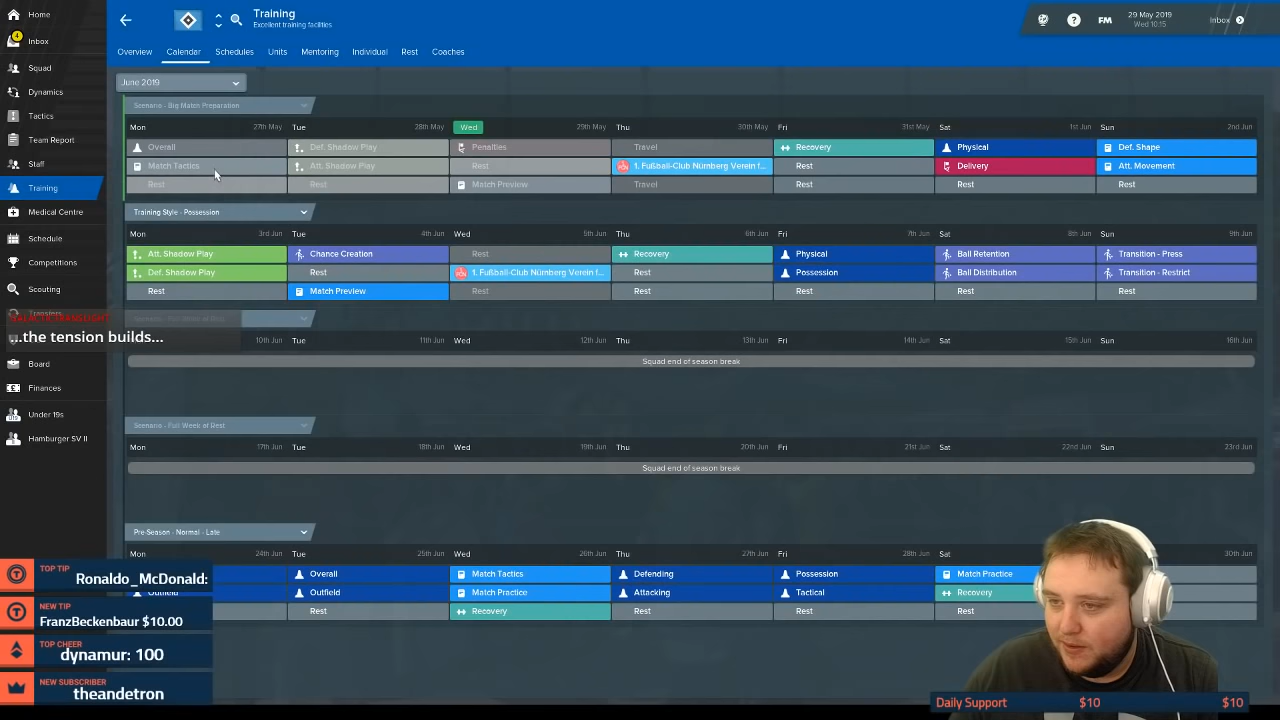 Home
4
Inbox
Squad
Dynamics
Tactics
Team Report
Staff
Training
Medical Centre
Schedule
Competitions
Scouting
Transfers
Board
Finances
Under 19s
Hamburger SV II
Training
Excellent training facilities
?
FM
29 May 2019
Wed 10:15
Inbox
Overview Calendar Schedules Units Mentoring Individual Rest Coaches
June 2019
Scenario - Big Match Preparation
Mon 27th May Tue 28th May Wed 29th May Thu 30th May Fri 31st May Sat 1st Jun Sun 2nd Jun
Overall Def. Shadow Play Penalties Travel Recovery Physical Def. Shape
Match Tactics Att. Shadow Play Rest 1. Fußball-Club Nürnberg Verein f... Rest Delivery Att. Movement
Rest Rest Match Preview Travel Rest Rest Rest
Training Style - Possession
Mon 3rd Jun Tue 4th Jun Wed 5th Jun Thu 6th Jun Fri 7th Jun Sat 8th Jun Sun 9th Jun
Att. Shadow Play Chance Creation Rest Recovery Physical Ball Retention Transition - Press
Def. Shadow Play Rest 1. Fußball-Club Nürnberg Verein f... Rest Possession Ball Distribution Transition - Restrict
Rest Match Preview Rest Rest Rest Rest Rest
...the tension builds...
10th Jun Tue 11th Jun Wed 12th Jun Thu 13th Jun Fri 14th Jun Sat 15th Jun Sun 16th Jun
Squad end of season break
Scenario - Full Week of Rest
Mon 17th Jun Tue 18th Jun Wed 19th Jun Thu 20th Jun Fri 21st Jun Sat 22nd Jun Sun 23rd Jun
Squad end of season break
Pre-Season - Normal - Late
Mon 24th Jun Tue 25th Jun Wed 26th Jun Thu 27th Jun Fri 28th Jun Sat 30th Jun
Overall Match Tactics Defending Possession Match Practice
Outfield Outfield Match Practice Attacking Tactical Recovery
Rest Recovery Rest Rest Rest
TOP TIP
Ronaldo_McDonald:
NEW TIP
FranzBeckenbaur $10.00
TOP CHEER
dynamur: 100
NEW SUBSCRIBER
theandetron
Daily Support $10 $10